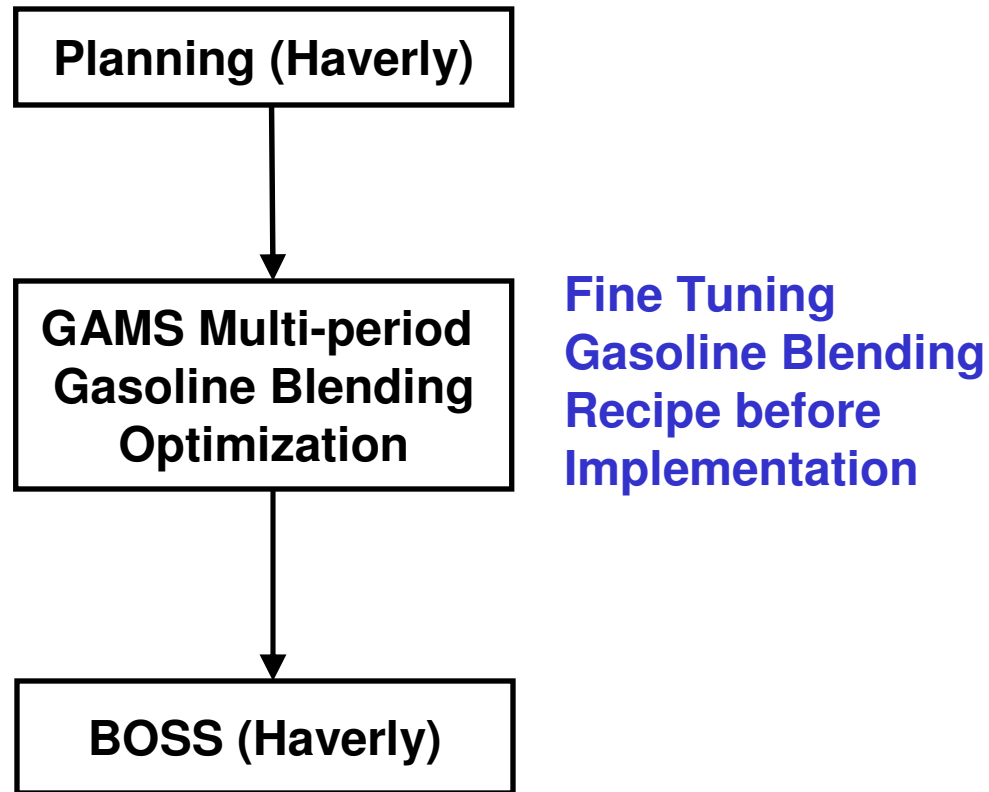 Planning (Haverly)
GAMS Multi-period
Gasoline Blending
Optimization
Fine Tuning
Gasoline Blending
Recipe before
Implementation
BOSS (Haverly)